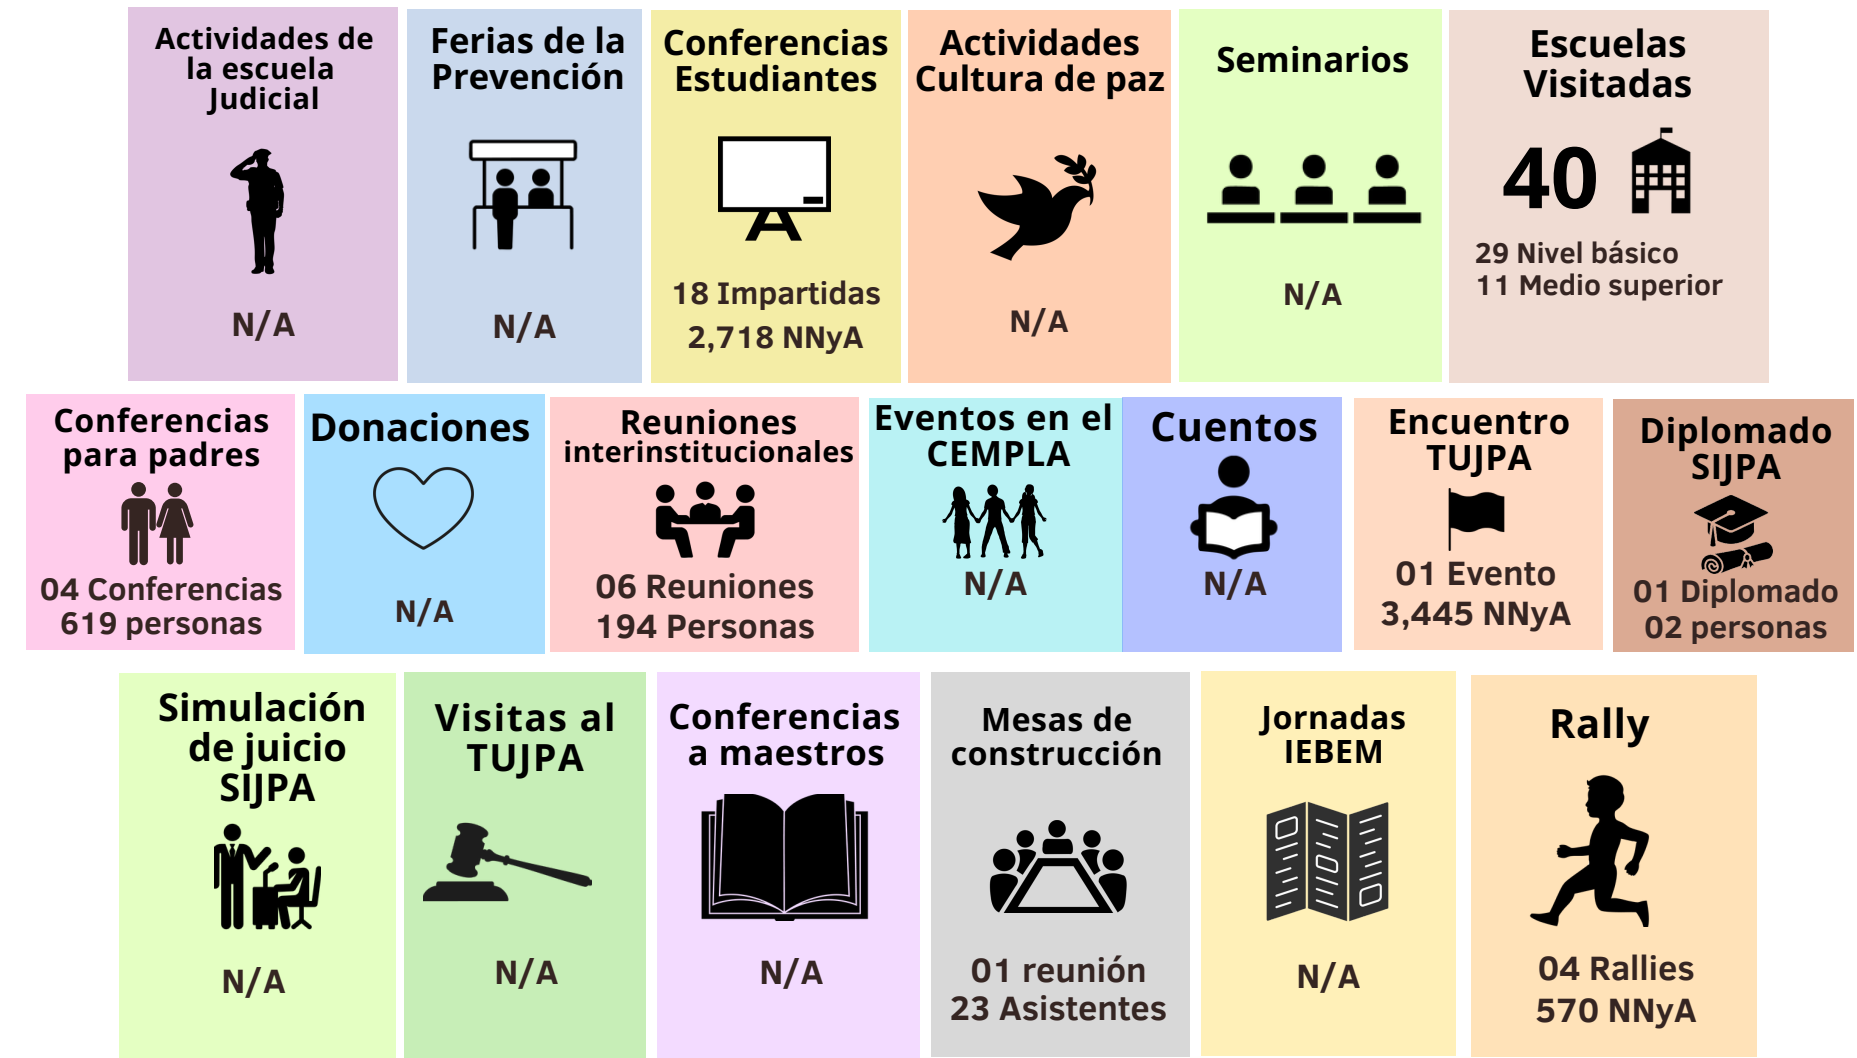 Actividades de
la escuela
Judicial
N/A
Ferias de la
Prevención
N/A
Conferencias
Estudiantes
18 Impartidas
2,718 NNyA
Actividades
Cultura de paz
N/A
Seminarios
N/A
Escuelas
Visitadas
40
29 Nivel básico
11 Medio superior
Conferencias
para padres
04 Conferencias
619 personas
Donaciones
N/A
Reuniones
interinstitucionales
06 Reuniones
194 Personas
Eventos en el
CEMPLA
N/A
Cuentos
N/A
Encuentro
TUJPA
01 Evento
3,445 NNyA
Diplomado
SIJPA
01 Diplomado
02 personas
Simulación
de juicio
SIJPA
N/A
Visitas al
TUJPA
N/A
Conferencias
a maestros
N/A
Mesas de
construcción
01 reunión
23 Asistentes
Jornadas
IEBEM
N/A
Rally
04 Rallies
570 NNyA